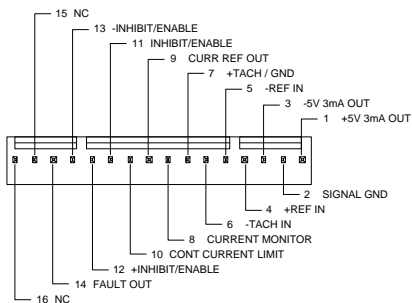 15 NC
13 -INHIBIT/ENABLE
11 INHIBIT/ENABLE
9 CURR REF OUT
7 +TACH / GND
5 -REF IN
3 -5V 3mA OUT
1 +5V 3mA OUT
2 SIGNAL GND
4 +REF IN
6 -TACH IN
8 CURRENT MONITOR
10 CONT CURRENT LIMIT
12 +INHIBIT/ENABLE
14 FAULT OUT
16 NC